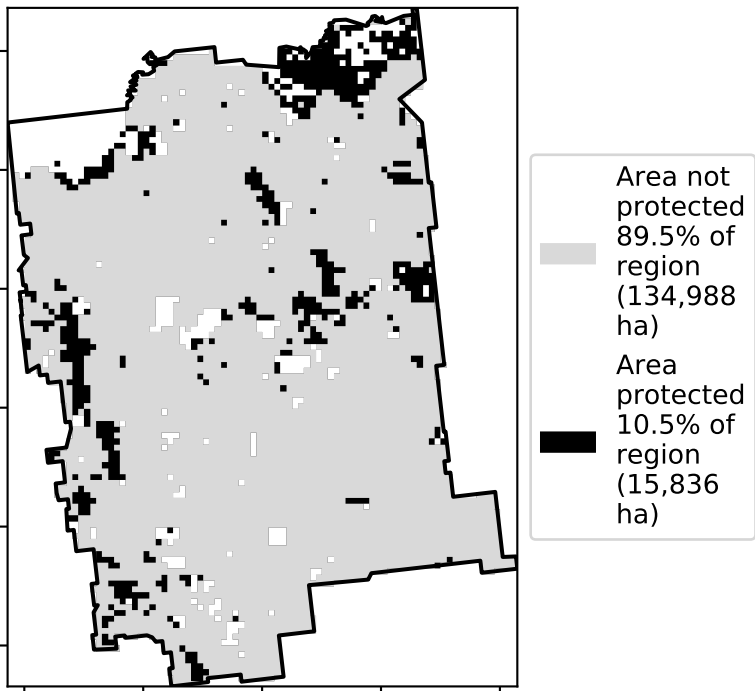 Area not
protected
89.5% of
region
(134,988
ha)
Area
protected
10.5% of
region
(15,836
ha)